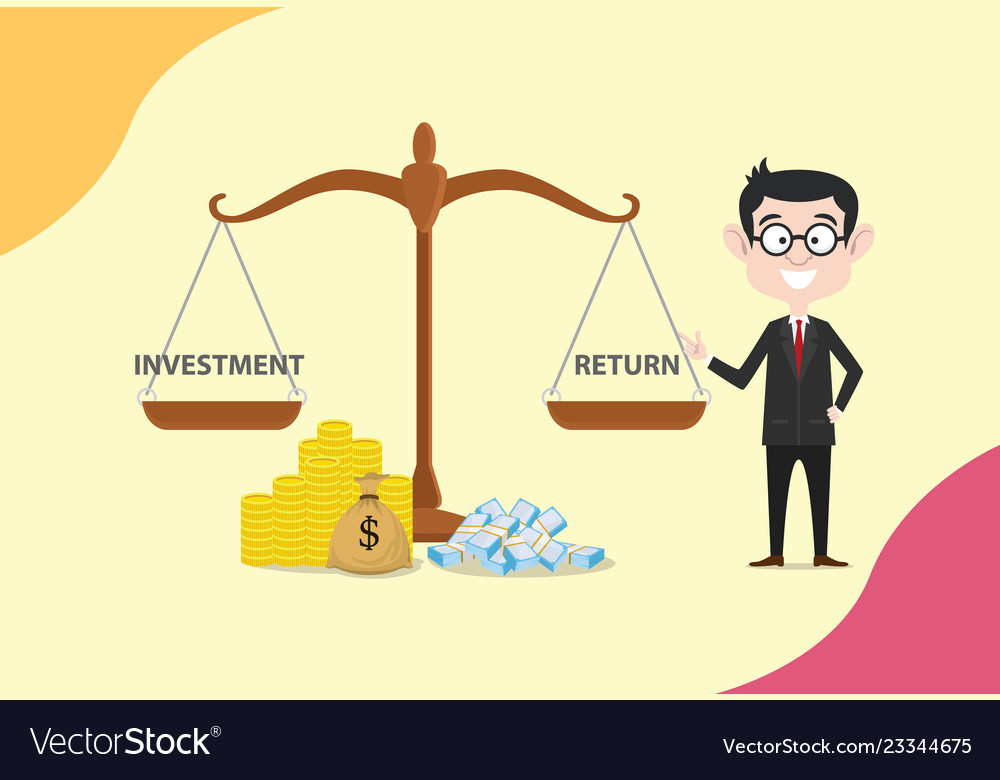 INVESTMENT
RETURN
$
VectorStock®
VectorStock.com/23344675